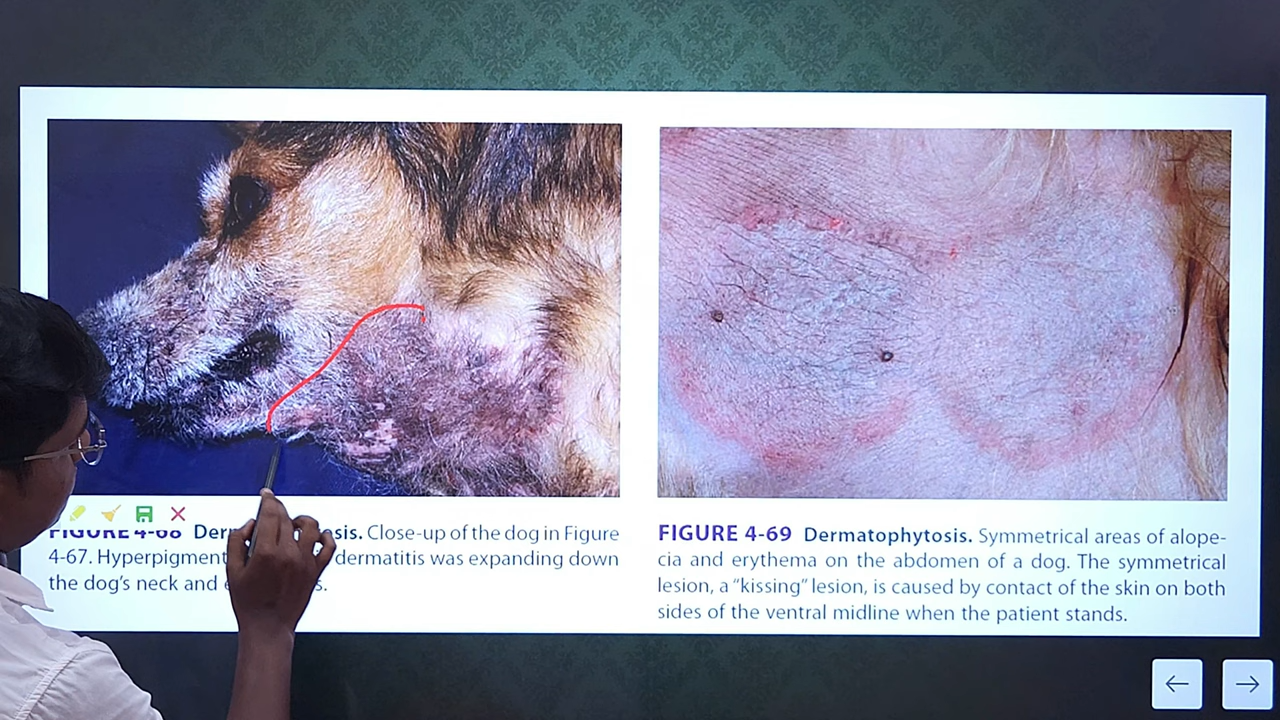 FIGURE 4-68 sis. Close-up of the dog in Figure
4-67. dermatitis was expanding down
the dog's neck and
FIGURE 4-69 Dermatophytosis. Symmetrical areas of alope-
cia and erythema on the abdomen of a dog. The symmetrical
lesion, a "kissing" lesion, is caused by contact of the skin on both
sides of the ventral midline when the patient stands.